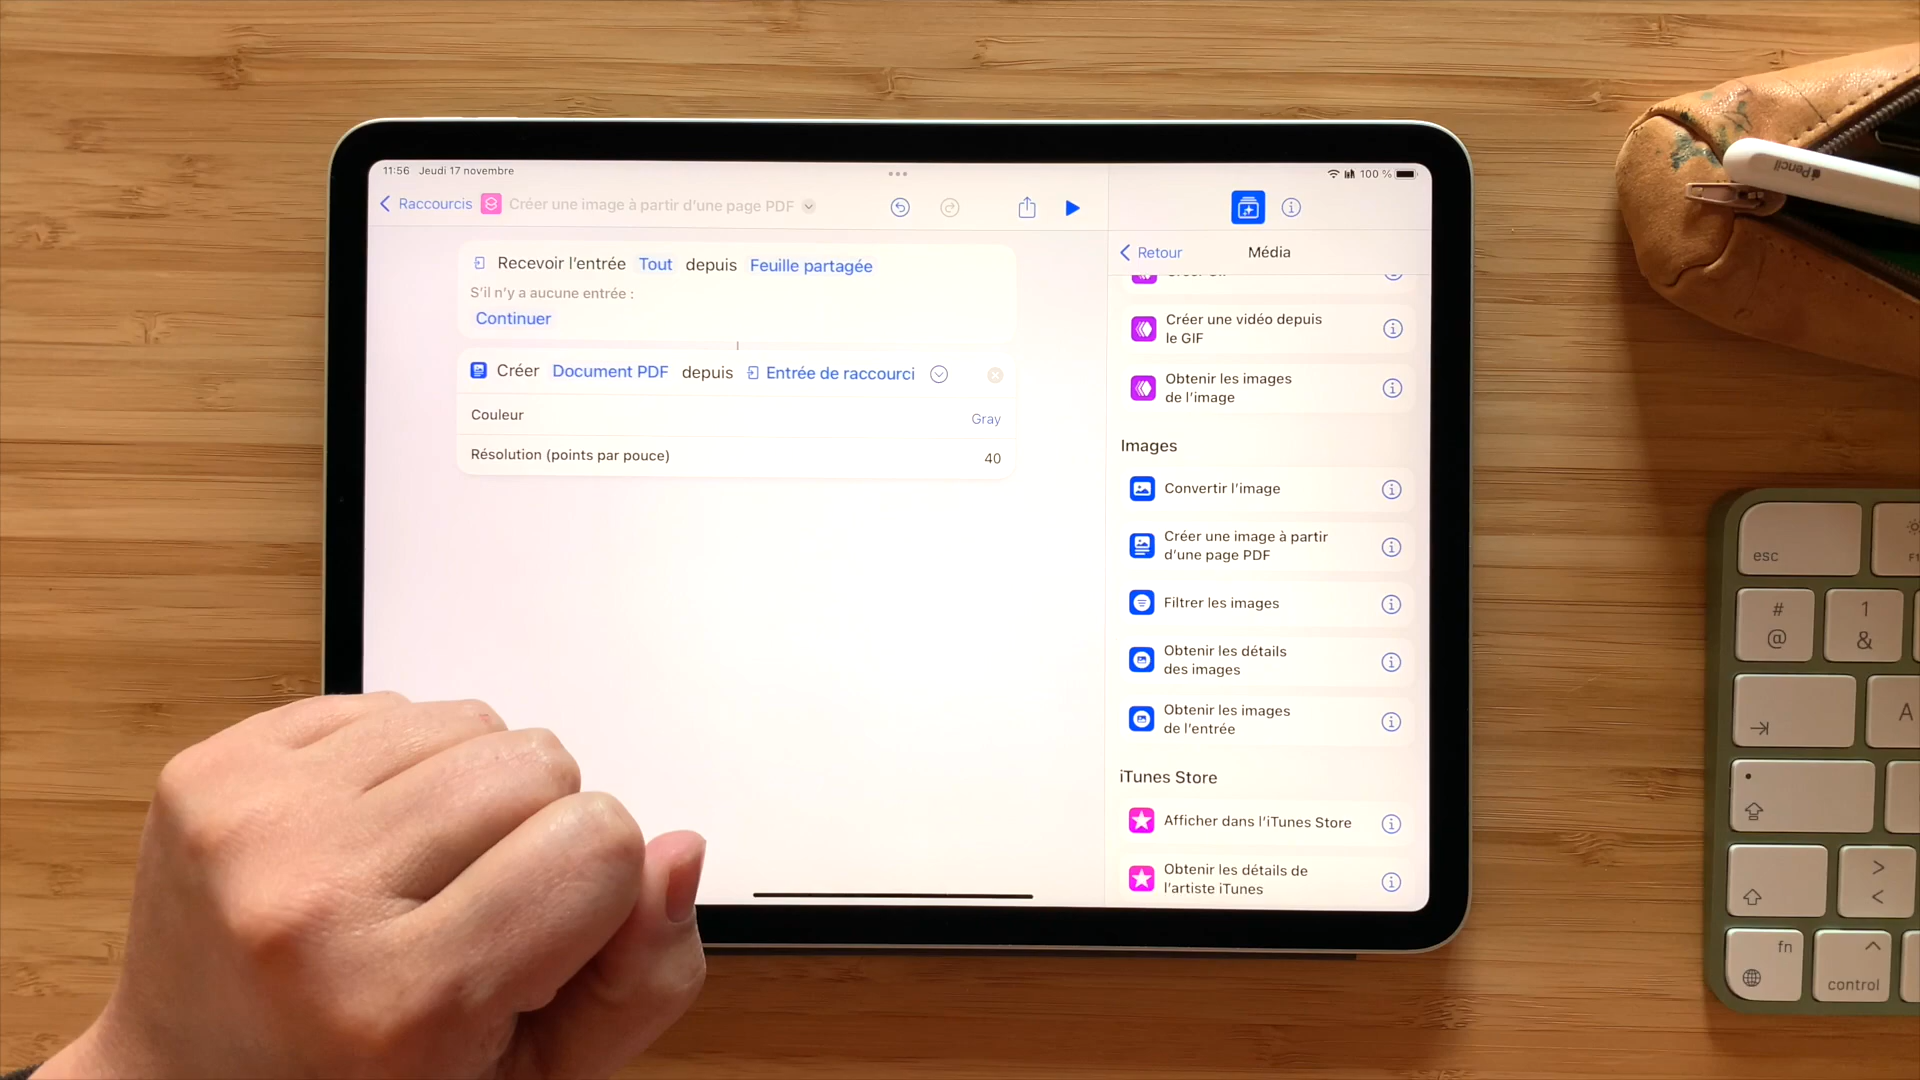 11:56 Jeudi 17 novembre
100 %
Raccourcis
Créer une image à partir d'une page PDF
Recevoir l'entrée Tout depuis Feuille partagée
S'il n'y a aucune entrée :
Continuer
Créer Document PDF depuis Entrée de raccourci
Couleur Gray
Résolution (points par pouce) 40
Retour
Média
Créer une vidéo depuis
le GIF
Obtenir les images
de l'image
Images
Convertir l'image
Créer une image à partir
d'une page PDF
Filtrer les images
Obtenir les détails
des images
Obtenir les images
de l'entrée
iTunes Store
Afficher dans l'iTunes Store
Obtenir les détails de
l'artiste iTunes
Pencil
esc
F1
# @
1 &
A
> <
fn
control